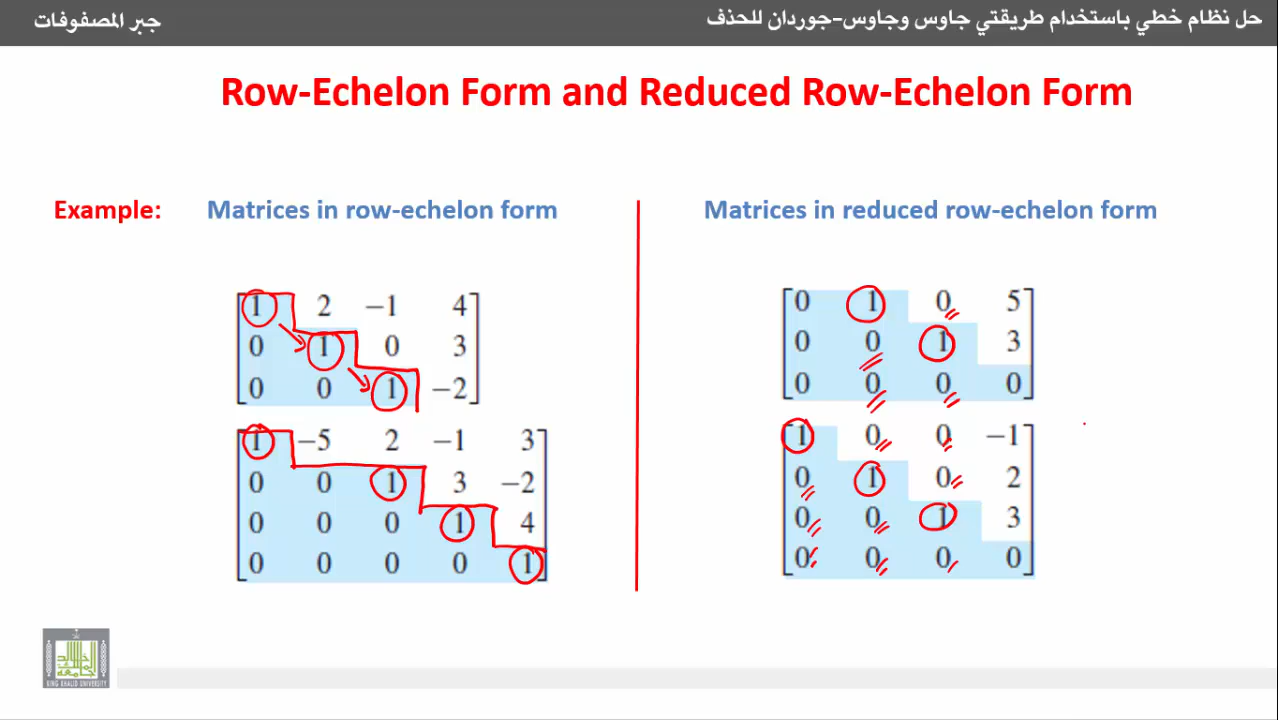 حل نظام خطي باستخدام طريقتي جاوس وجاوس-جوردان للحذف
جبر المصفوفات
Row-Echelon Form and Reduced Row-Echelon Form
Example:
Matrices in row-echelon form
1 2 −1 4
0 1 0 3
0 0 1 −2
1 −5 2 −1 3
0 0 1 3 −2
0 0 0 1 4
0 0 0 0 1
Matrices in reduced row-echelon form
0 1 0 5
0 0 1 3
0 0 0 0
1 0 0 −1
0 1 0 2
0 0 1 3
0 0 0 0
جامعة الملك خالد
KING KHALID UNIVERSITY